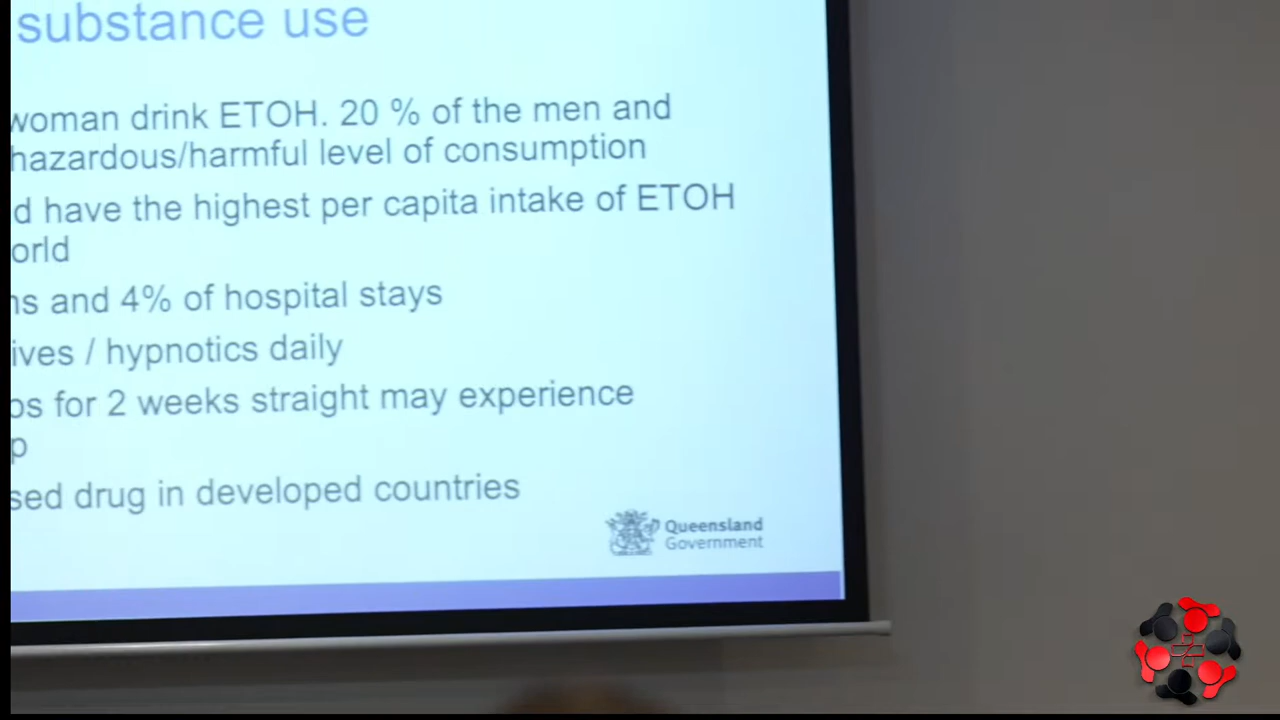 substance use
woman drink ETOH. 20 % of the men and
hazardous/harmful level of consumption
d have the highest per capita intake of ETOH
orld
ns and 4% of hospital stays
ives / hypnotics daily
os for 2 weeks straight may experience
p
sed drug in developed countries
Queensland
Government